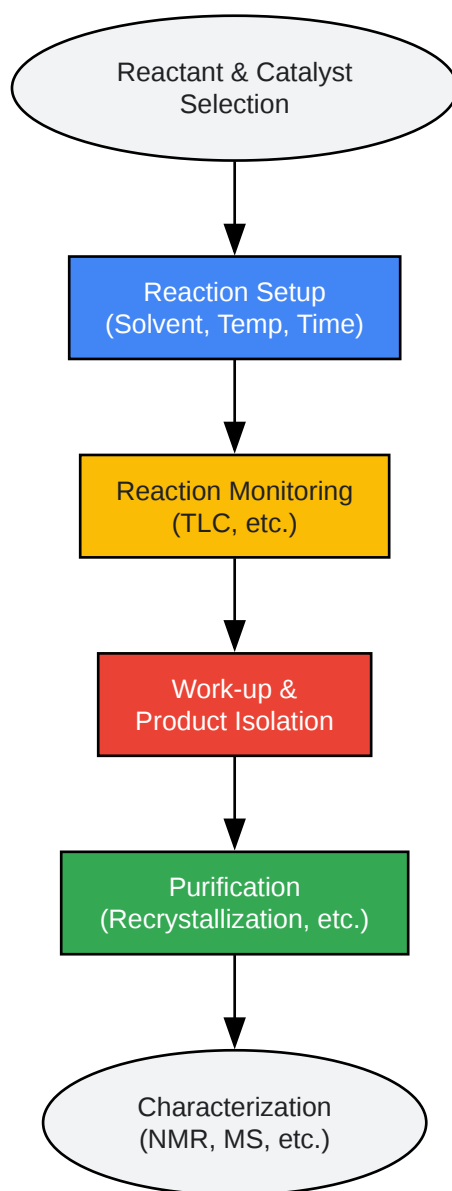 Reactant & Catalyst
Selection
Reaction Setup
(Solvent, Temp, Time)
Reaction Monitoring
(TLC, etc.)
Work-up &
Product Isolation
Purification
(Recrystallization, etc.)
Characterization
(NMR, MS, etc.)